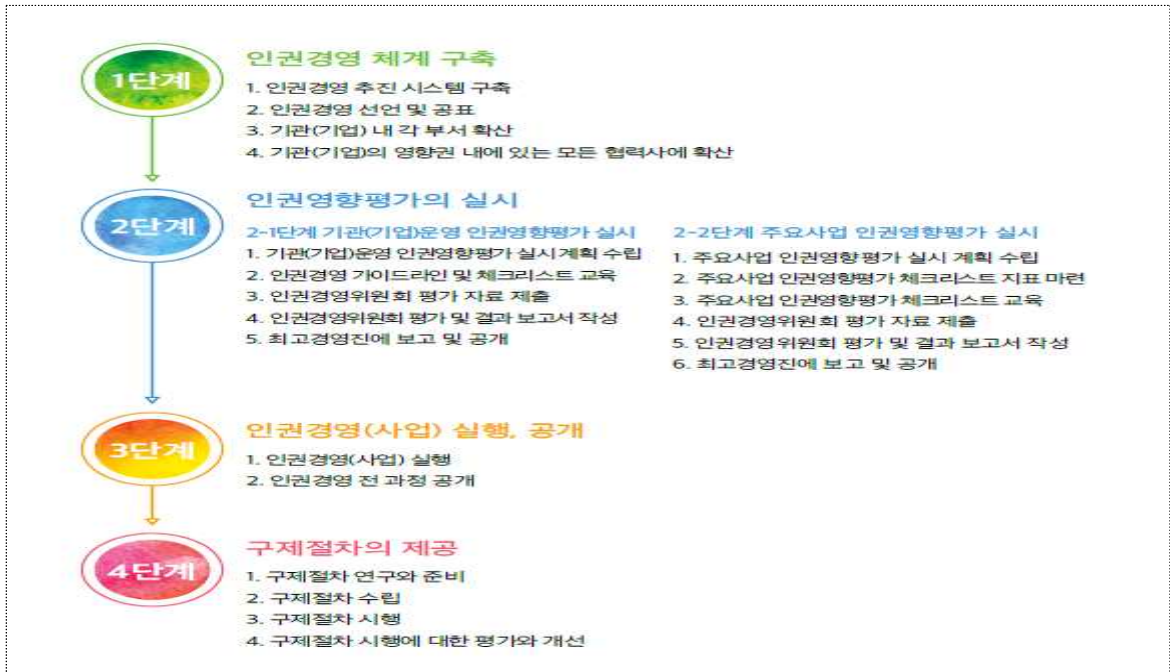 1단계
인권경영 체계 구축
1. 인권경영 추진 시스템 구축
2. 인권경영 선언 및 공표
3. 기관(기업) 내 각 부서 확산
4. 기관(기업)의 영향권 내에 있는 모든 협력사에 확산
2단계
인권영향평가의 실시
2-1단계 기관(기업)운영 인권영향평가 실시
1. 기관(기업)운영 인권영향평가 실시 계획 수립
2. 인권경영 가이드라인 및 체크리스트 교육
3. 인권경영위원회 평가 자료 제출
4. 인권경영위원회 평가 및 결과 보고서 작성
5. 최고경영진에 보고 및 공개
2-2단계 주요사업 인권영향평가 실시
1. 주요사업 인권영향 평가 실시 계획 수립
2. 주요사업 인권영향평가 체크리스트 지표 마련
3. 주요사업 인권영향평가 체크리스트 교육
4. 인권경영위원회 평가 자료 제출
5. 인권경영위원회 평가 및 결과 보고서 작성
6. 최고경영진에 보고 및 공개
3단계
인권경영(사업) 실행, 공개
1. 인권경영(사업) 실행
2. 인권경영 전 과정 공개
4단계
구제절차의 제공
1. 구제절차 연구와 준비
2. 구제절차 수립
3. 구제절차 시행
4. 구제절차 시행에 대한 평가와 개선